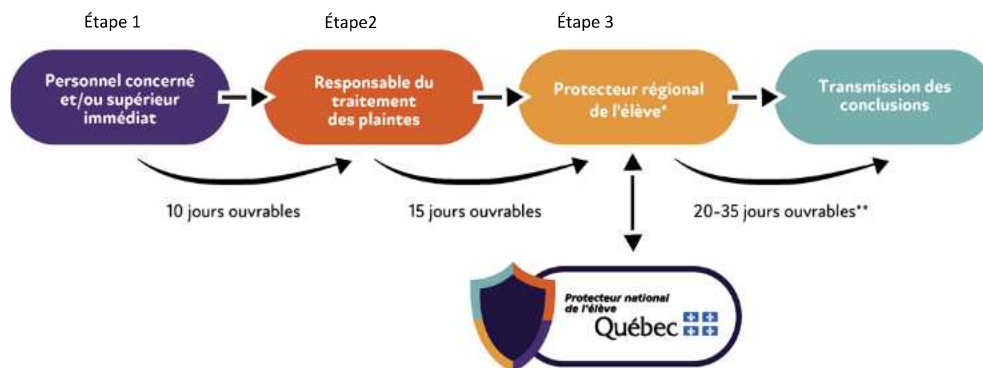 Étape 1
Étape2
Étape 3
Personnel concerné
et/ou supérieur
immédiat
Responsable du
traitement
des plaintes
Protecteur régional
de l'élève*
Transmission des
conclusions
10 jours ouvrables
15 jours ouvrables
20-35 jours ouvrables**
Protecteur national
de l'élève
Québec